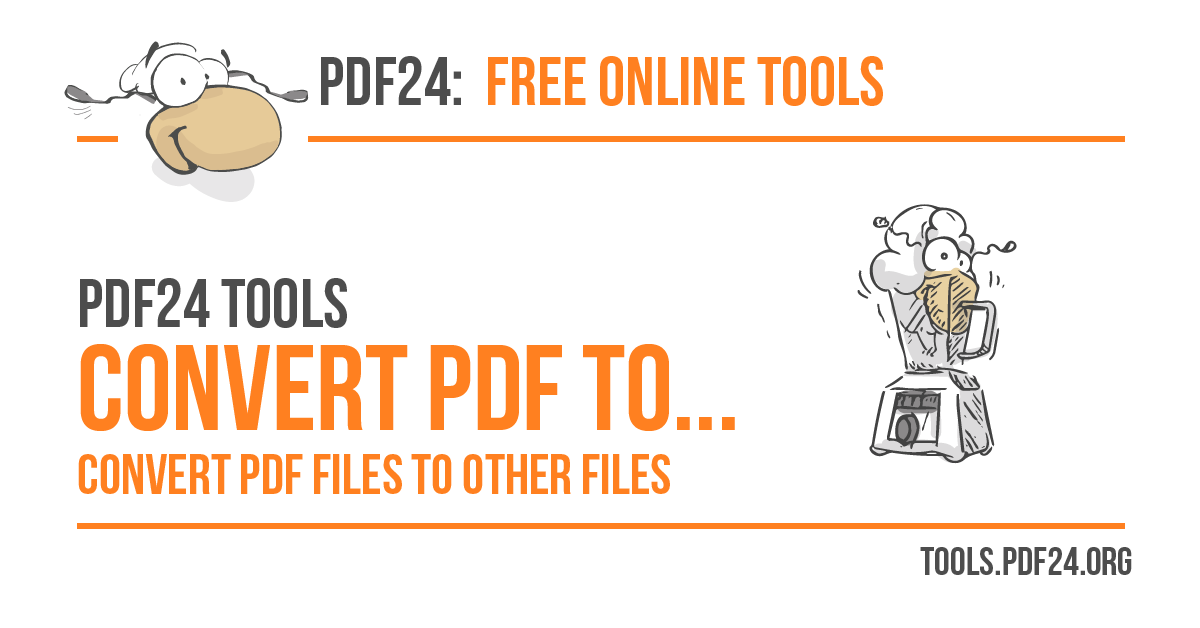 PDF24: FREE ONLINE TOOLS
PDF24 TOOLS
CONVERT PDF TO...
CONVERT PDF FILES TO OTHER FILES
TOOLS.PDF24.ORG